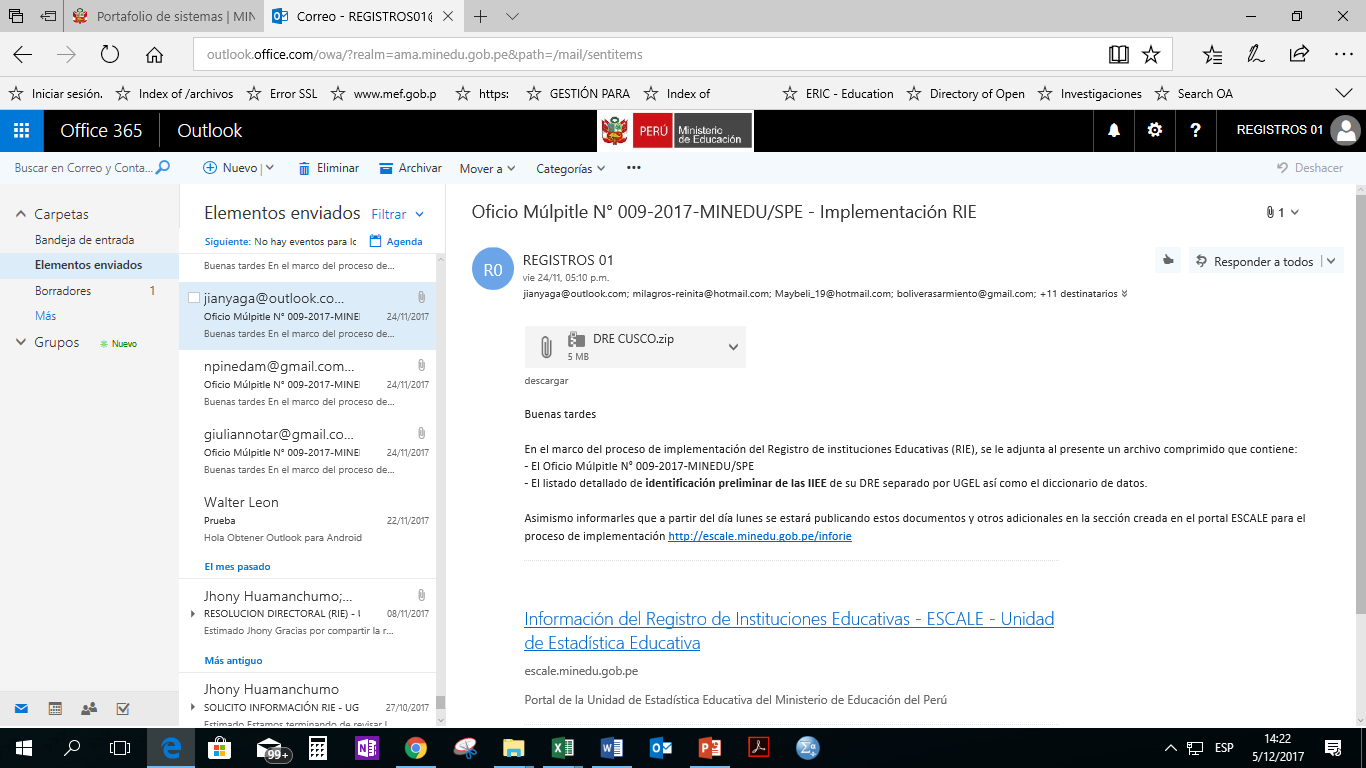 Portafolio de sistemas | MIN
Correo - REGISTROS01@
outlook.office.com/owa/?realm=ama.minedu.gob.pe&path=/mail/sentitems
Iniciar sesión.
Index of /archivos
Error SSL
www.mef.gob.p
https:
GESTIÓN PARA
Index of
ERIC - Education
Directory of Open
Investigaciones
Search OA
Office 365
Outlook
PERÚ
Ministerio
de Educación
?
REGISTROS 01
Buscar en Correo y Conta...
Nuevo
Eliminar
Archivar
Mover a
Categorías
Deshacer
Carpetas
Bandeja de entrada
Elementos enviados
Borradores 1
Más
Grupos Nuevo
Elementos enviados Filtrar
Siguiente: No hay eventos para lo Agenda
Buenas tardes En el marco del proceso de...
jianyaga@outlook.co...
Oficio Múlpitle N° 009-2017-MINE 24/11/2017
Buenas tardes En el marco del proceso de...
npinedam@gmail.com...
Oficio Múlpitle N° 009-2017-MINE 24/11/2017
Buenas tardes En el marco del proceso de...
giuliannotar@gmail.co...
Oficio Múlpitle N° 009-2017-MINE 24/11/2017
Buenas tardes En el marco del proceso de...
Walter Leon
Prueba 22/11/2017
Hola Obtener Outlook para Android
El mes pasado
Jhony Huamanchumo;...
RESOLUCION DIRECTORAL (RIE) - U 08/11/2017
Estimado Jhony Gracias por compartir la r...
Más antiguo
Jhony Huamanchumo
SOLICITO INFORMACIÓN RIE - UG 27/10/2017
Estimado Estamos terminando de revisar l
Oficio Múlpitle N° 009-2017-MINEDU/SPE - Implementación RIE
1
R0
REGISTROS 01
vie 24/11, 05:10 p.m.
Responder a todos
jianyaga@outlook.com; milagros-reinita@hotmail.com; Maybeli_19@hotmail.com; boliverasarmiento@gmail.com; +11 destinatarios
DRE CUSCO.zip
5 MB
descargar
Buenas tardes
En el marco del proceso de implementación del Registro de instituciones Educativas (RIE), se le adjunta al presente un archivo comprimido que contiene:
- El Oficio Múlpitle N° 009-2017-MINEDU/SPE
- El listado detallado de identificación preliminar de las IIEE de su DRE separado por UGEL así como el diccionario de datos.
Asimismo informarles que a partir del día lunes se estará publicando estos documentos y otros adicionales en la sección creada en el portal ESCALE para el
proceso de implementación http://escale.minedu.gob.pe/inforie
Información del Registro de Instituciones Educativas - ESCALE - Unidad
de Estadística Educativa
escale.minedu.gob.pe
Portal de la Unidad de Estadística Educativa del Ministerio de Educación del Perú
99+
ESP
14:22
5/12/2017